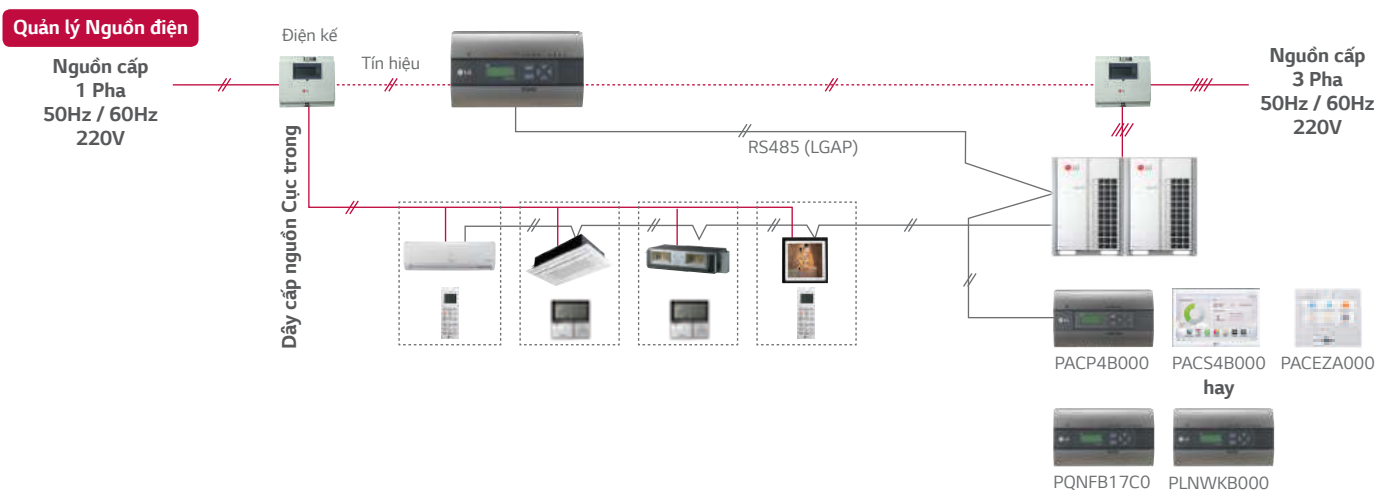 Quản lý Nguồn điện
Nguồn cấp
1 Pha
50Hz / 60Hz
220V
Điện kế
Tín hiệu
Nguồn cấp
3 Pha
50Hz / 60Hz
220V
RS485 (LGAP)
Dây cấp nguồn Cục trong
LG
PACP4B000
PACS4B000
PACEZA000
hay
PQNFB17C0
PLNWKB000